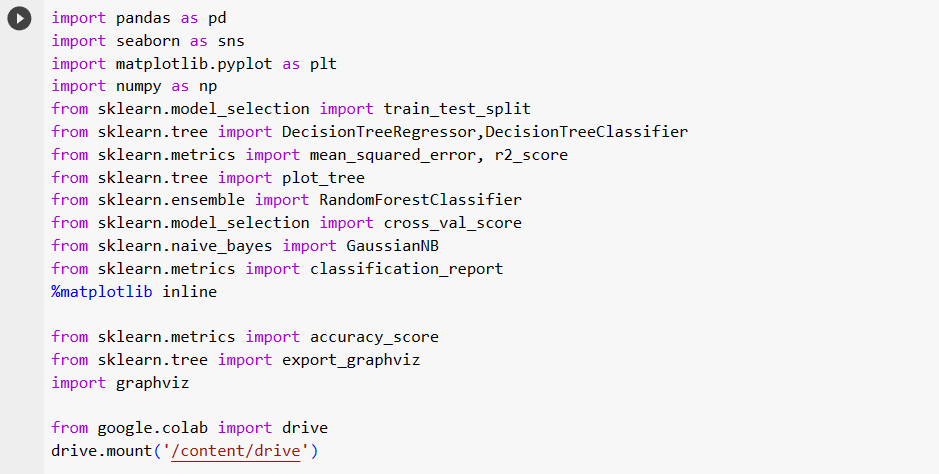 import pandas as pd
import seaborn as sns
import matplotlib.pyplot as plt
import numpy as np
from sklearn.model_selection import train_test_split
from sklearn.tree import DecisionTreeRegressor,DecisionTreeClassifier
from sklearn.metrics import mean_squared_error, r2_score
from sklearn.tree import plot_tree
from sklearn.ensemble import RandomForestClassifier
from sklearn.model_selection import cross_val_score
from sklearn.naive_bayes import GaussianNB
from sklearn.metrics import classification_report
%matplotlib inline
from sklearn.metrics import accuracy_score
from sklearn.tree import export_graphviz
import graphviz
from google.colab import drive
drive.mount('/content/drive')